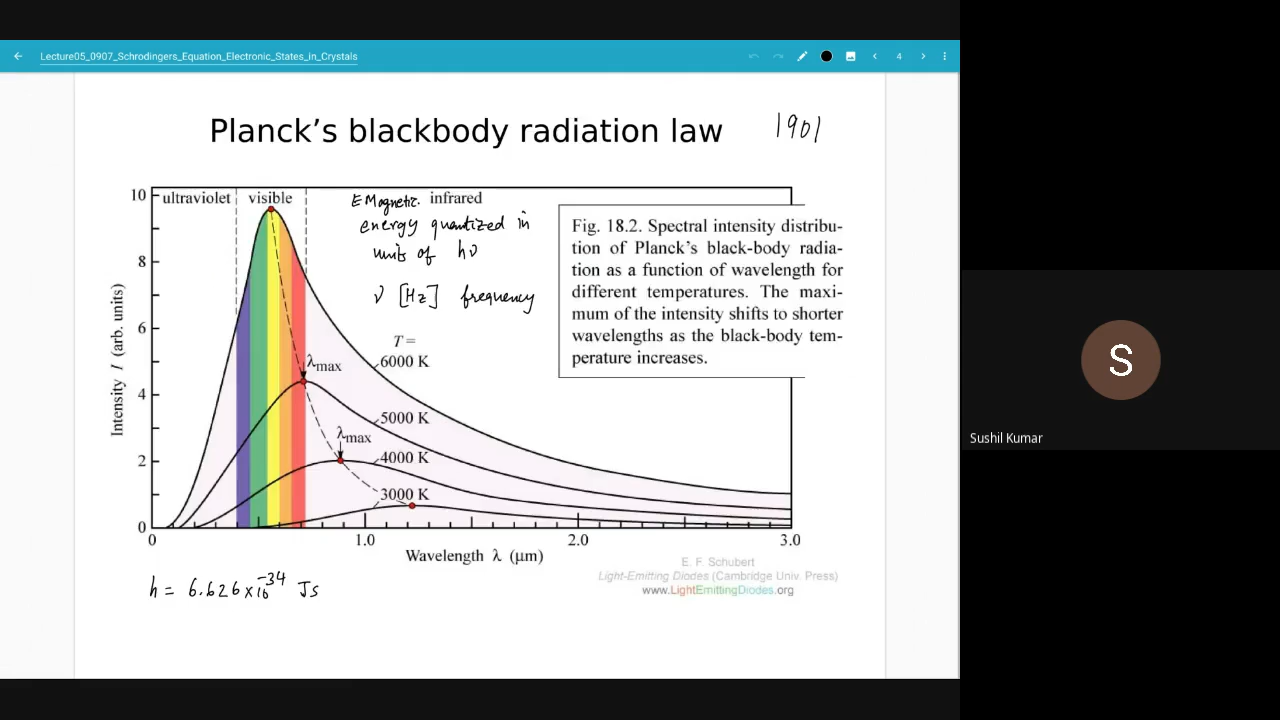 Lecture05_0907_Schrodingers_Equation_Electronic_States_in_Crystals
4
Planck's blackbody radiation law
1901
10
8
6
4
2
0
ultraviolet
visible
infrared
EMagnetic
energy quantized in
units of hν
ν [Hz] frequency
Fig. 18.2. Spectral intensity distribu-
tion of Planck's black-body radia-
tion as a function of wavelength for
different temperatures. The maxi-
mum of the intensity shifts to shorter
wavelengths as the black-body tem-
perature increases.
Intensity I (arb. units)
T =
6000 K
λmax
5000 K
λmax
4000 K
3000 K
0
1.0
2.0
3.0
Wavelength λ (μm)
E. F. Schubert
Light-Emitting Diodes (Cambridge Univ. Press)
www.LightEmittingDiodes.org
h = 6.626 x 10⁻³⁴ Js
S
Sushil Kumar